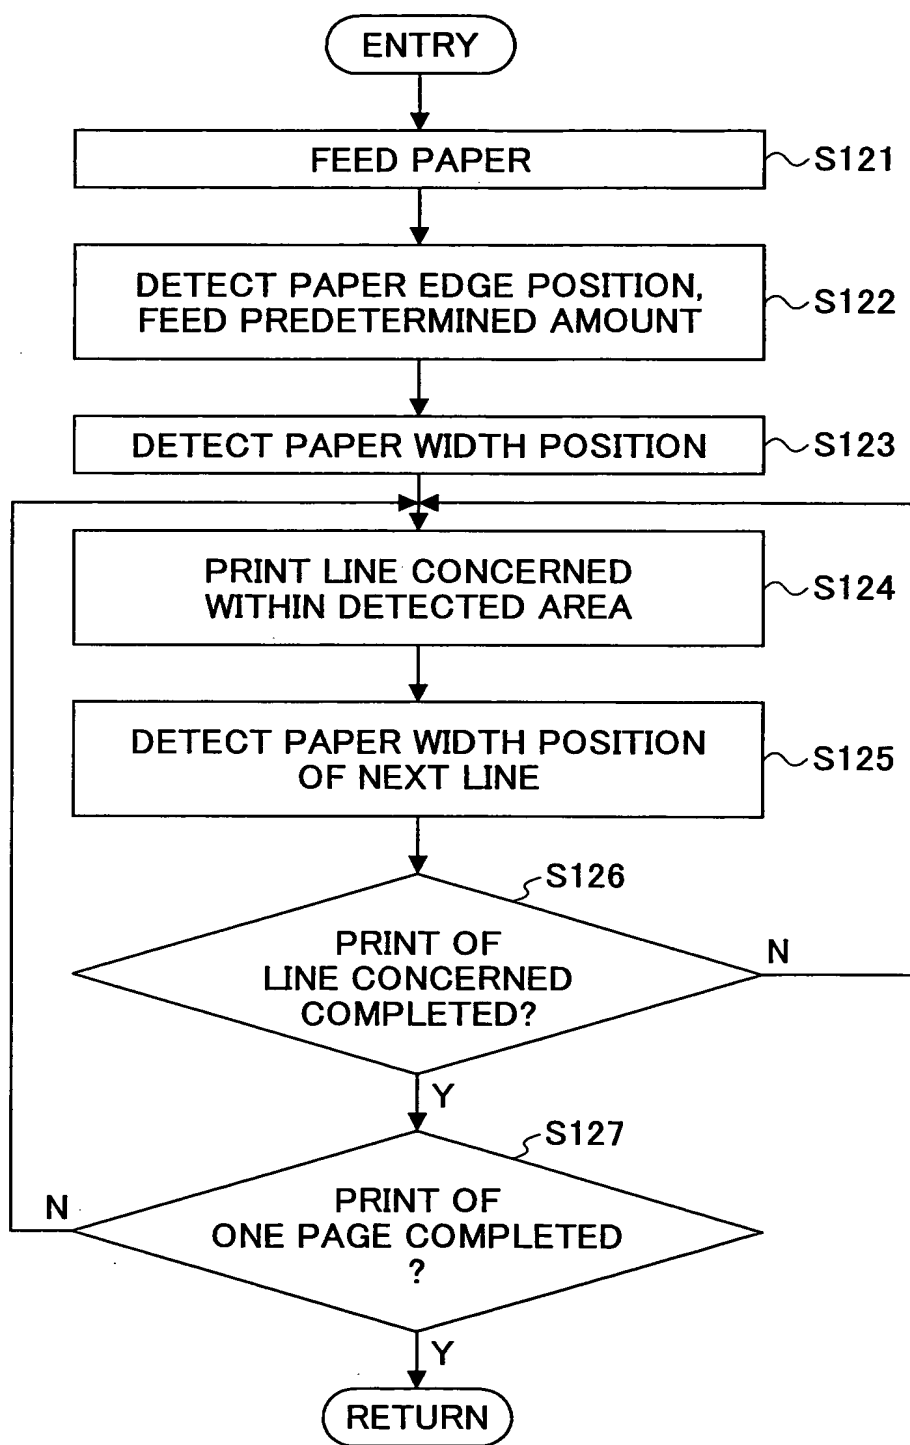 ENTRY
FEED PAPER
S121
DETECT PAPER EDGE POSITION,
FEED PREDETERMINED AMOUNT
S122
DETECT PAPER WIDTH POSITION
S123
PRINT LINE CONCERNED
WITHIN DETECTED AREA
S124
DETECT PAPER WIDTH POSITION
OF NEXT LINE
S125
S126
PRINT OF
LINE CONCERNED
COMPLETED?
N
Y
S127
PRINT OF
ONE PAGE COMPLETED
?
N
Y
RETURN